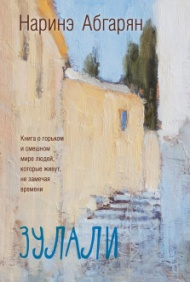 Наринэ Абгарян
Книга о горьком
и смешном
мире людей,
которые живут,
не замечая
времени
ЗУЛАЛИ